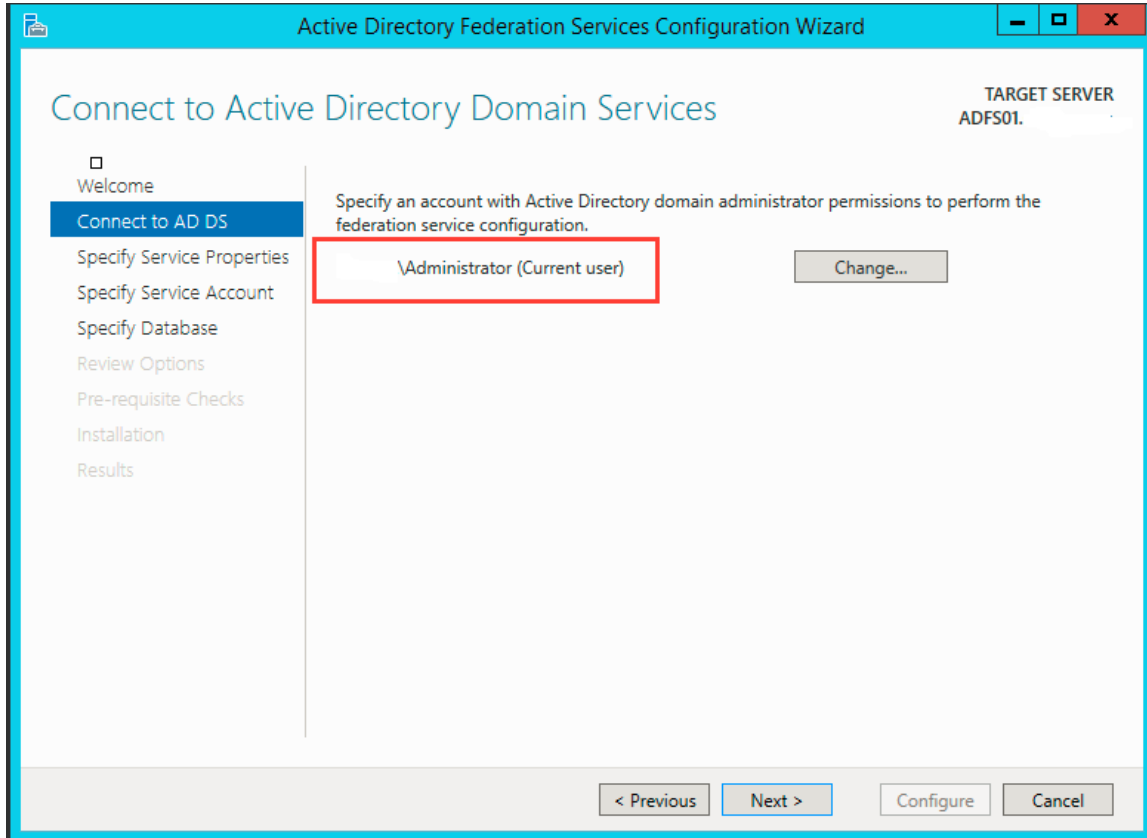 Active Directory Federation Services Configuration Wizard
Connect to Active Directory Domain Services
TARGET SERVER
ADFS01.
Welcome
Connect to AD DS
Specify Service Properties
Specify Service Account
Specify Database
Review Options
Pre-requisite Checks
Installation
Results
Specify an account with Active Directory domain administrator permissions to perform the
federation service configuration.
\Administrator (Current user)
Change...
< Previous
Next >
Configure
Cancel